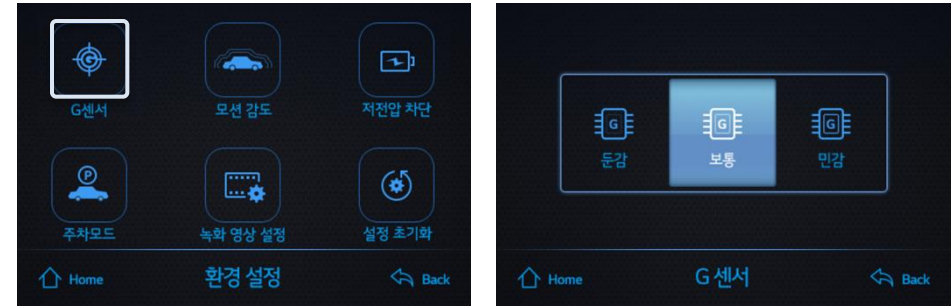 G센서 모션 감도 저전압 차단
P
주차모드 녹화 영상 설정 설정 초기화
Home 환경 설정 Back
G G G
둔감 보통 민감
Home G 센서 Back